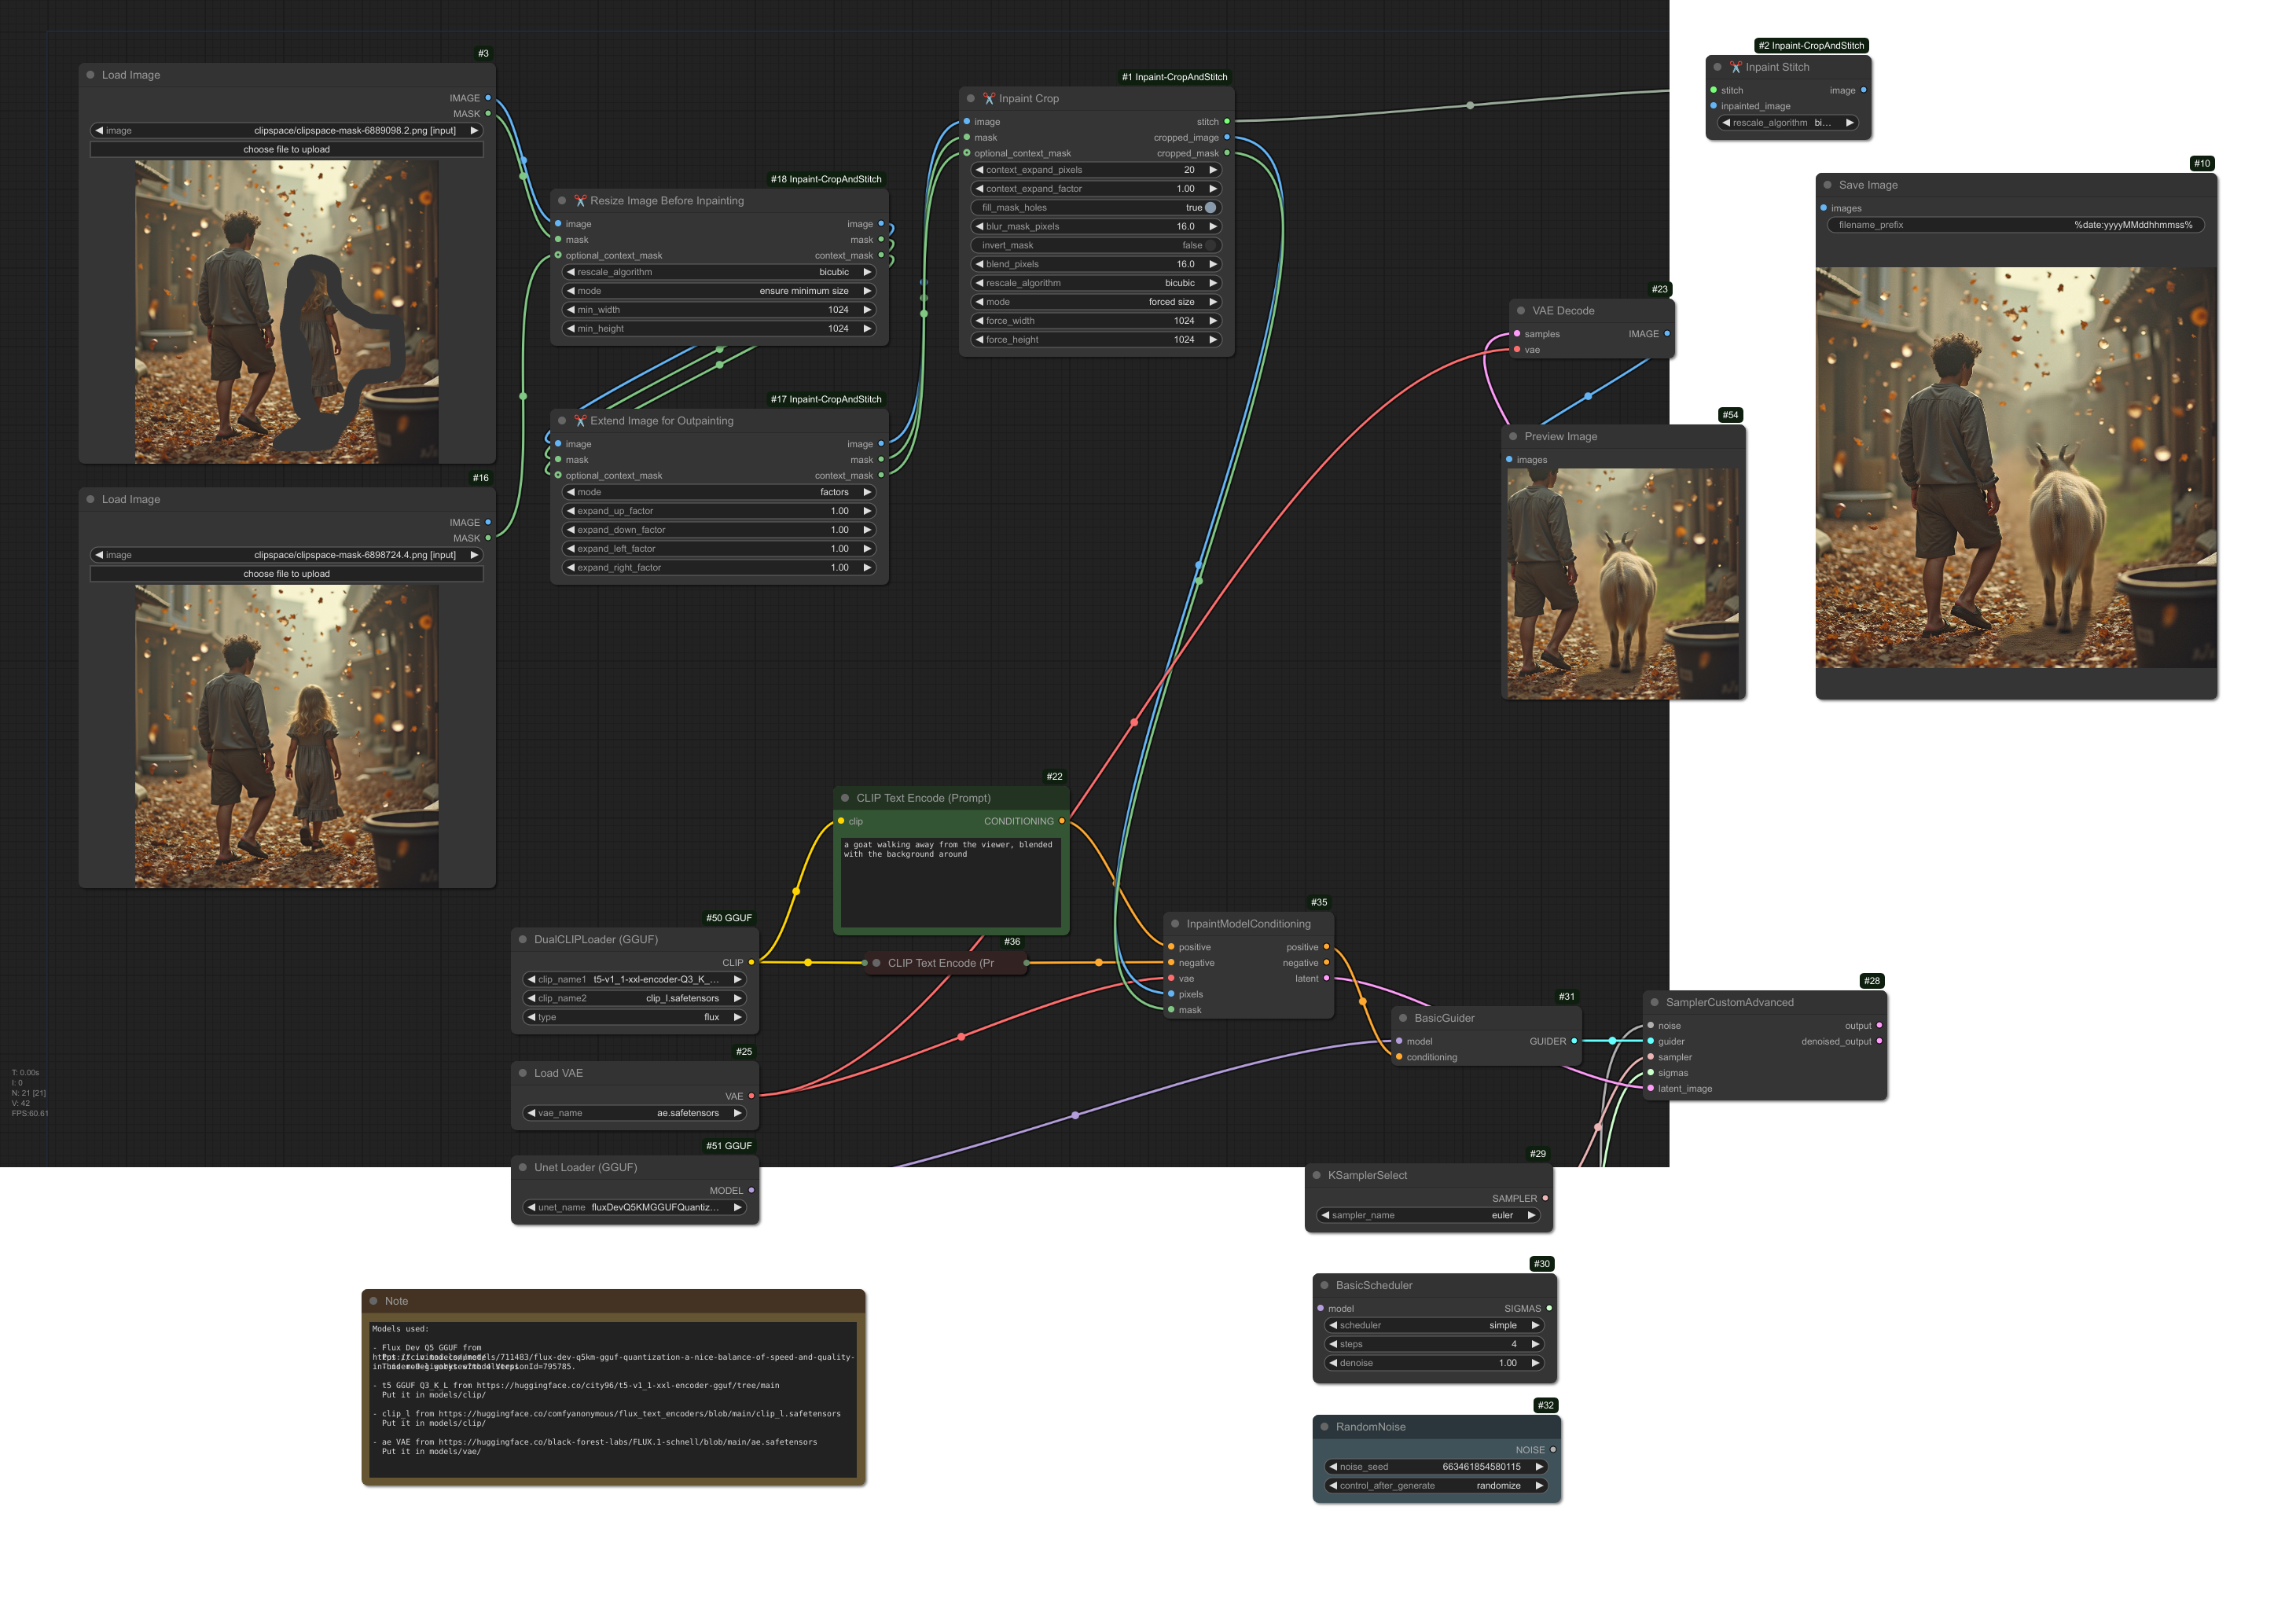 #3
Load Image
IMAGE
MASK
image clipspace/clipspace-mask-6889098.2.png [input]
choose file to upload
#16
Load Image
IMAGE
MASK
image clipspace/clipspace-mask-6898724.4.png [input]
choose file to upload
#18 Inpaint-CropAndStitch
Resize Image Before Inpainting
image image
mask mask
optional_context_mask context_mask
rescale_algorithm bicubic
mode ensure minimum size
min_width 1024
min_height 1024
#17 Inpaint-CropAndStitch
Extend Image for Outpainting
image image
mask mask
optional_context_mask context_mask
mode factors
expand_up_factor 1.00
expand_down_factor 1.00
expand_left_factor 1.00
expand_right_factor 1.00
#1 Inpaint-CropAndStitch
Inpaint Crop
image stitch
mask cropped_image
optional_context_mask cropped_mask
context_expand_pixels 20
context_expand_factor 1.00
fill_mask_holes true
blur_mask_pixels 16.0
invert_mask false
blend_pixels 16.0
rescale_algorithm bicubic
mode forced size
force_width 1024
force_height 1024
#2 Inpaint-CropAndStitch
Inpaint Stitch
stitch image
inpainted_image
rescale_algorithm bi...
#10
Save Image
images
filename_prefix %date:yyyyMMddhhmmss%
#23
VAE Decode
samples IMAGE
vae
#54
Preview Image
images
#22
CLIP Text Encode (Prompt)
clip CONDITIONING
a goat walking away from the viewer, blended
with the background around
#50 GGUF
DualCLIPLoader (GGUF)
CLIP
clip_name1 t5-v1_1-xxl-encoder-Q3_K_...
clip_name2 clip_l.safetensors
type flux
#36
CLIP Text Encode (Pr
#35
InpaintModelConditioning
positive positive
negative negative
vae latent
pixels
mask
#31
BasicGuider
model GUIDER
conditioning
#28
SamplerCustomAdvanced
noise output
guider denoised_output
sampler
sigmas
latent_image
#25
Load VAE
VAE
vae_name ae.safetensors
#51 GGUF
Unet Loader (GGUF)
MODEL
unet_name fluxDevQ5KMGGUFQuantiz...
T: 0.00s
I: 0
N: 21 [21]
V: 42
FPS:60.61
#29
KSamplerSelect
SAMPLER
sampler_name euler
#30
BasicScheduler
model SIGMAS
scheduler simple
steps 4
denoise 1.00
#32
RandomNoise
NOISE
noise_seed 663461854580115
control_after_generate randomize
Note
Models used:
- Flux Dev Q5 GGUF from
models/711483/flux-dev-q5km-gguf-quantization-a-nice-balance-of-speed-and-quality-
- t5 GGUF Q3_K_L from https://huggingface.co/city96/t5-v1_1-xxl-encoder-gguf/tree/main
Put it in models/clip/
- clip_l from https://huggingface.co/comfyanonymous/flux_text_encoders/blob/main/clip_l.safetensors
Put it in models/clip/
- ae VAE from https://huggingface.co/black-forest-labs/FLUX.1-schnell/blob/main/ae.safetensors
Put it in models/vae/